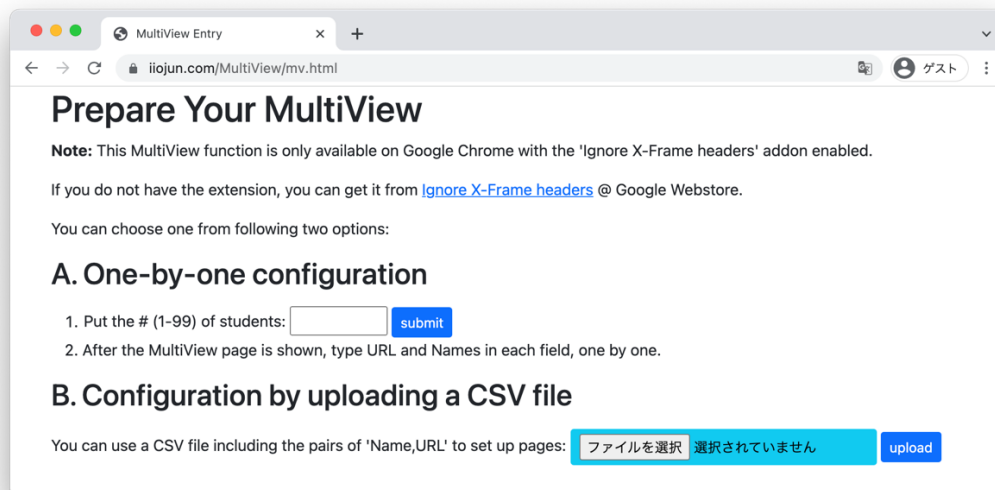 MultiView Entry
iiojun.com/MultiView/mv.html
ゲスト
Prepare Your MultiView
Note: This MultiView function is only available on Google Chrome with the 'Ignore X-Frame headers' addon enabled.
If you do not have the extension, you can get it from Ignore X-Frame headers @ Google Webstore.
You can choose one from following two options:
A. One-by-one configuration
1. Put the # (1-99) of students: submit
2. After the MultiView page is shown, type URL and Names in each field, one by one.
B. Configuration by uploading a CSV file
You can use a CSV file including the pairs of 'Name,URL' to set up pages: ファイルを選択 選択されていません upload